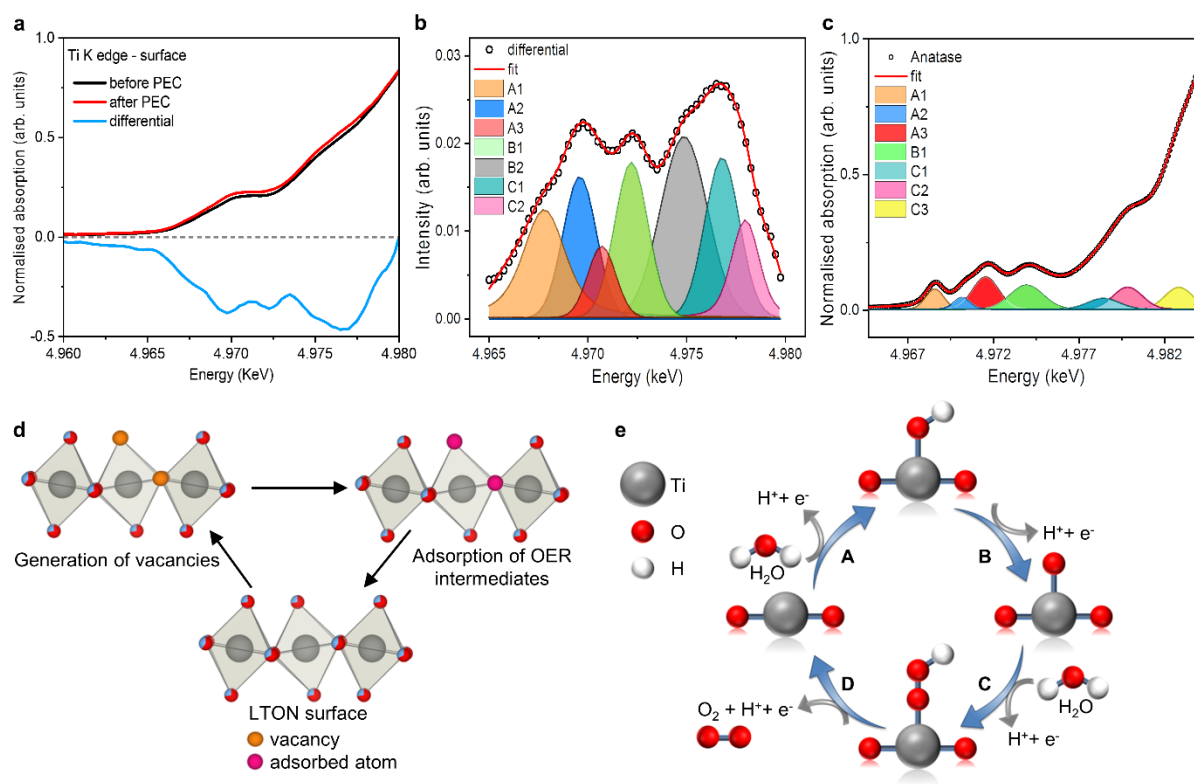 a
Ti K edge - surface
before PEC
after PEC
differential
Normalised absorption (arb. units)
1.0
0.5
0.0
-0.5
4.960
4.965
4.970
4.975
4.980
Energy (KeV)
b
differential
fit
A1
A2
A3
B1
B2
C1
C2
Intensity (arb. units)
0.03
0.02
0.01
0.00
4.965
4.970
4.975
4.980
Energy (keV)
c
Anatase
fit
A1
A2
A3
B1
C1
C2
C3
Normalised absorption (arb. units)
1.0
0.5
0.0
4.967
4.972
4.977
4.982
Energy (keV)
d
Generation of vacancies
Adsorption of OER
intermediates
LTON surface
vacancy
adsorbed atom
e
Ti
O
H
H⁺+ e⁻
H₂O
A
B
H⁺+ e⁻
C
H₂O
H⁺+ e⁻
D
O₂ + H⁺+ e⁻